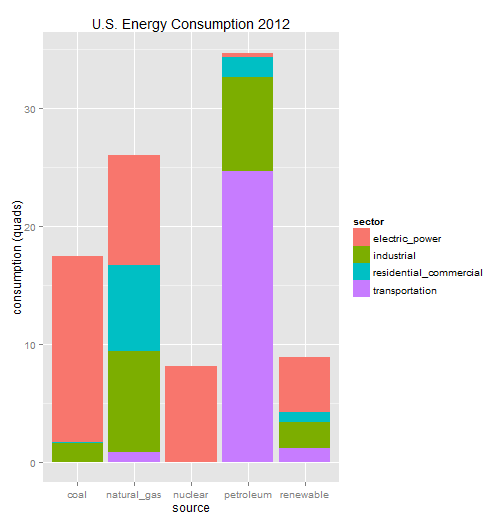 U.S. Energy Consumption 2012
consumption (quads)
30
20
10
0
coal natural_gas nuclear petroleum renewable
source
sector
electric_power
industrial
residential_commercial
transportation